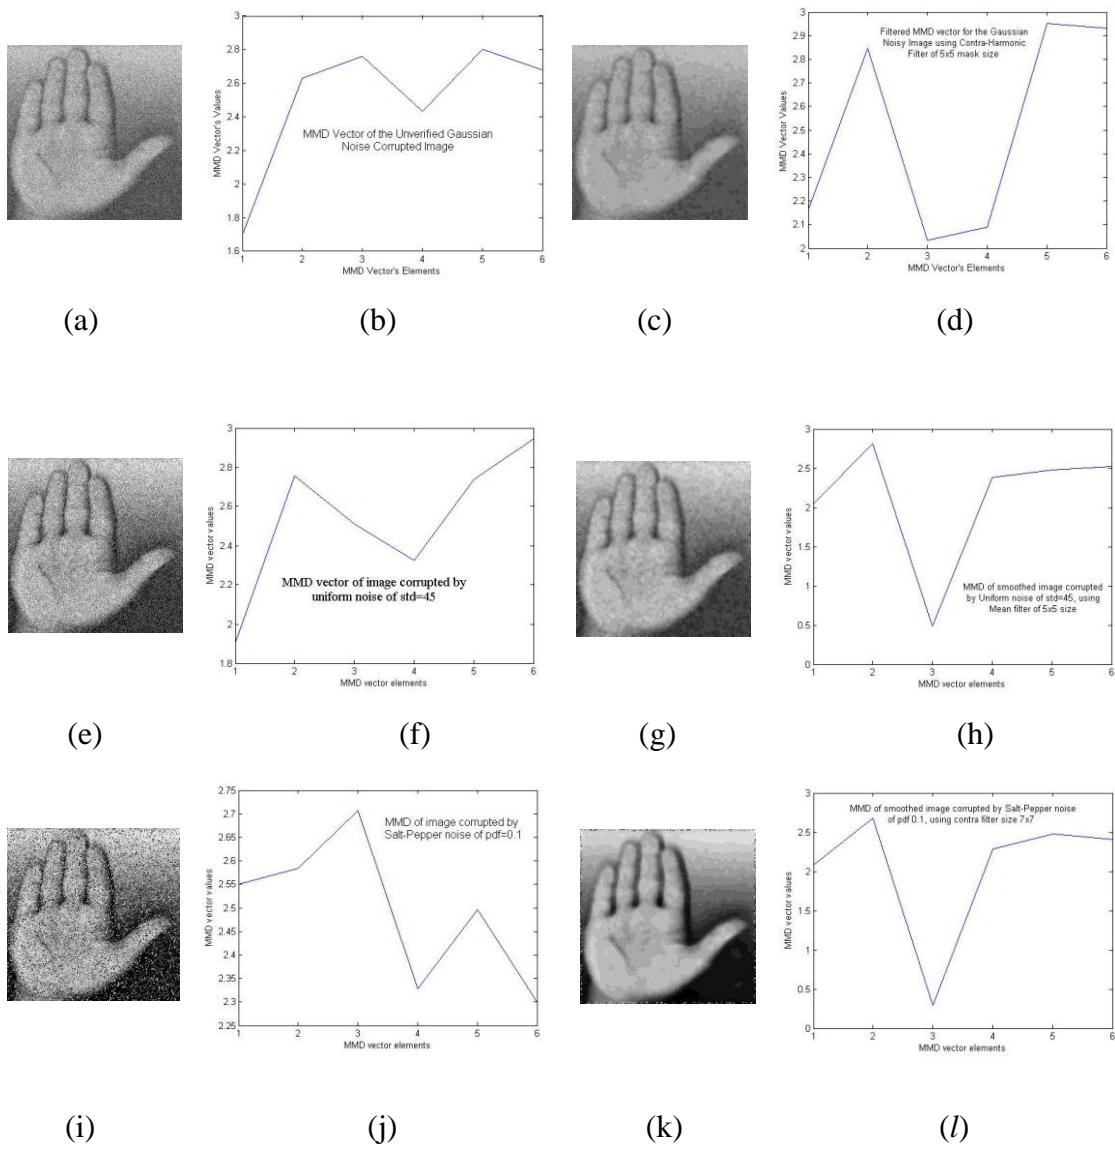 3
2.8
2.6
2.4
2.2
2
1.8
1.6
1
2
3
4
5
6
MMD Vector's Values
MMD Vector of the Unverified Gaussian
Noise Corrupted Image
MMD Vector's Elements
3
2.9
2.8
2.7
2.6
2.5
2.4
2.3
2.2
2.1
2
1
2
3
4
5
6
MMD Vector Values
Filtered MMD vector for the Gaussian
Noisy Image using Contra-Harmonic
Filter of 5x5 mask size
MMD Vector's Elements
(a)
(b)
(c)
(d)
3
2.8
2.6
2.4
2.2
2
1.8
1
2
3
4
5
6
MMD vector values
MMD vector of image corrupted by
uniform noise of std=45
MMD vector elements
3
2.5
2
1.5
1
0.5
0
1
2
3
4
5
6
MMD vector values
MMD of smoothed image corrupted
by Uniform noise of std=45, using
Mean filter of 5x5 size
MMD vector elements
(e)
(f)
(g)
(h)
2.75
2.7
2.65
2.6
2.55
2.5
2.45
2.4
2.35
2.3
2.25
1
2
3
4
5
6
MMD vector values
MMD of image corrupted by
Salt-Pepper noise of pdf=0.1
MMD vector elements
3
2.5
2
1.5
1
0.5
0
1
2
3
4
5
6
MMD vector values
MMD of smoothed image corrupted by Salt-Pepper noise
of pdf 0.1, using contra filter size 7x7
MMD vector elements
(i)
(j)
(k)
(l)